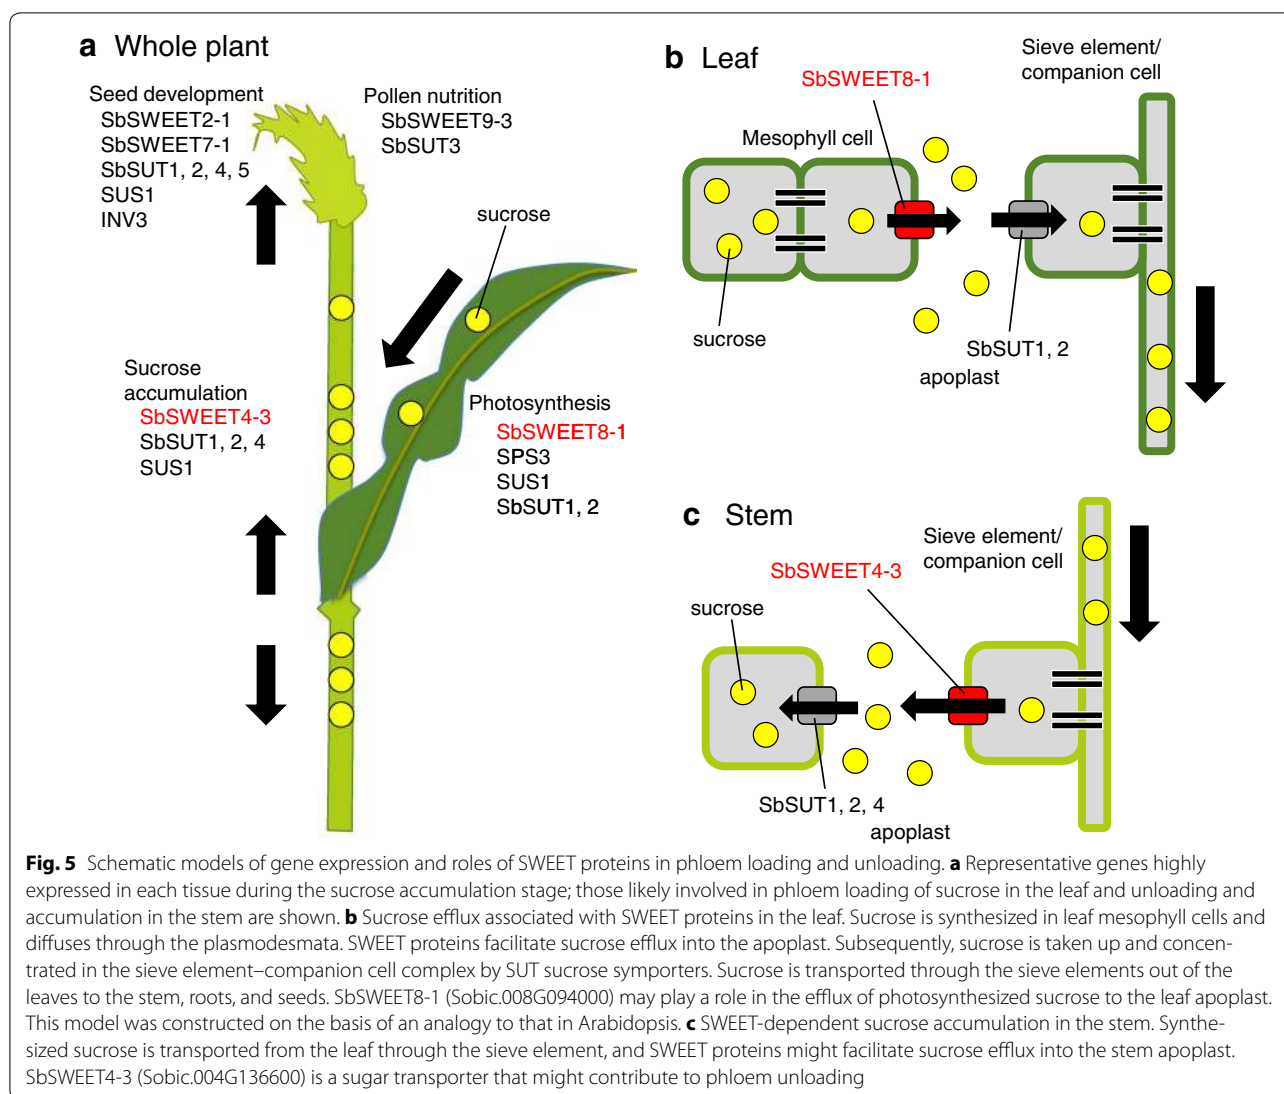 a Whole plant
Seed development
SbSWEET2-1
SbSWEET7-1
SbSUT1, 2, 4, 5
SUS1
INV3
Pollen nutrition
SbSWEET9-3
SbSUT3
sucrose
Sucrose
accumulation
SbSWEET4-3
SbSUT1, 2, 4
SUS1
Photosynthesis
SbSWEET8-1
SPS3
SUS1
SbSUT1, 2
b Leaf
SbSWEET8-1
Sieve element/
companion cell
Mesophyll cell
sucrose
SbSUT1, 2
apoplast
c Stem
Sieve element/
companion cell
SbSWEET4-3
sucrose
SbSUT1, 2, 4
apoplast
Fig. 5 Schematic models of gene expression and roles of SWEET proteins in phloem loading and unloading. a Representative genes highly
expressed in each tissue during the sucrose accumulation stage; those likely involved in phloem loading of sucrose in the leaf and unloading and
accumulation in the stem are shown. b Sucrose efflux associated with SWEET proteins in the leaf. Sucrose is synthesized in leaf mesophyll cells and
diffuses through the plasmodesmata. SWEET proteins facilitate sucrose efflux into the apoplast. Subsequently, sucrose is taken up and concen-
trated in the sieve element–companion cell complex by SUT sucrose symporters. Sucrose is transported through the sieve elements out of the
leaves to the stem, roots, and seeds. SbSWEET8-1 (Sobic.008G094000) may play a role in the efflux of photosynthesized sucrose to the leaf apoplast.
This model was constructed on the basis of an analogy to that in Arabidopsis. c SWEET-dependent sucrose accumulation in the stem. Synthe-
sized sucrose is transported from the leaf through the sieve element, and SWEET proteins might facilitate sucrose efflux into the stem apoplast.
SbSWEET4-3 (Sobic.004G136600) is a sugar transporter that might contribute to phloem unloading